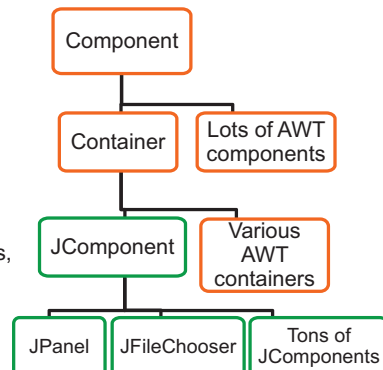 Component
Container
Lots of AWT
components
s,
JComponent
Various
AWT
containers
JPanel
JFileChooser
Tons of
JComponents